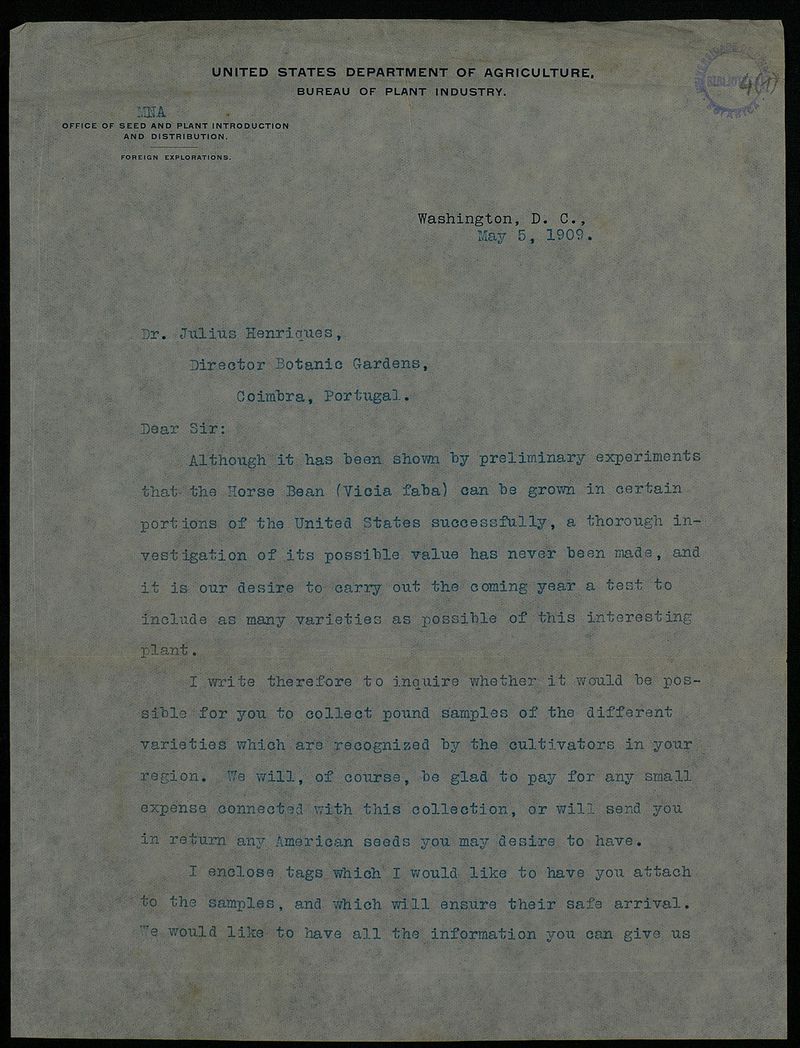 UNITED STATES DEPARTMENT OF AGRICULTURE,
BUREAU OF PLANT INDUSTRY.
4(1)
MNA
OFFICE OF SEED AND PLANT INTRODUCTION
AND DISTRIBUTION.
FOREIGN EXPLORATIONS.
Washington, D. C.,
May 5, 1909.
Dr. Julius Henriques,
Director Botanic Gardens,
Coimbra, Portugal.
Dear Sir:
Although it has been shown by preliminary experiments
that the Horse Bean (Vicia faba) can be grown in certain
portions of the United States successfully, a thorough in-
vestigation of its possible value has never been made, and
it is our desire to carry out the coming year a test to
include as many varieties as possible of this interesting
plant.
I write therefore to inquire whether it would be pos-
sible for you to collect pound samples of the different
varieties which are recognized by the cultivators in your
region. We will, of course, be glad to pay for any small
expense connected with this collection, or will send you
in return any American seeds you may desire to have.
I enclose tags which I would like to have you attach
to the samples, and which will ensure their safe arrival.
We would like to have all the information you can give us